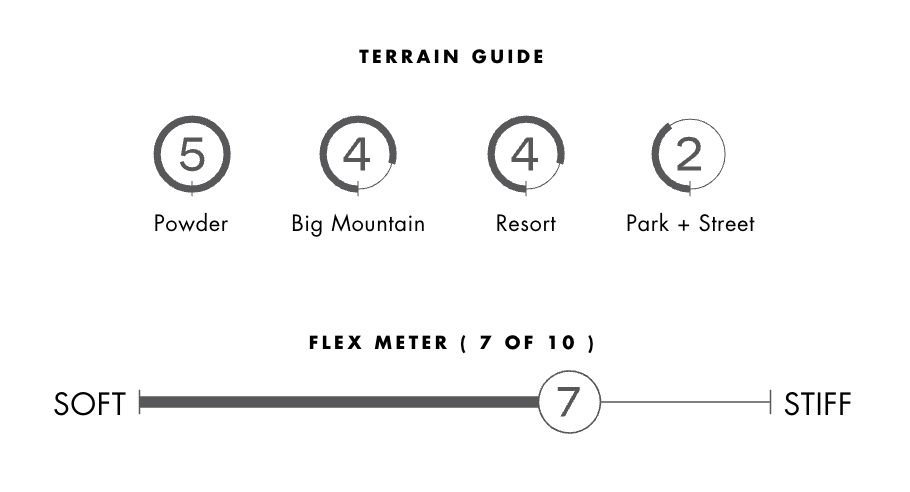 TERRAIN GUIDE
5 4 4 2
Powder Big Mountain Resort Park + Street
FLEX METER ( 7 OF 10 )
SOFT 7 STIFF